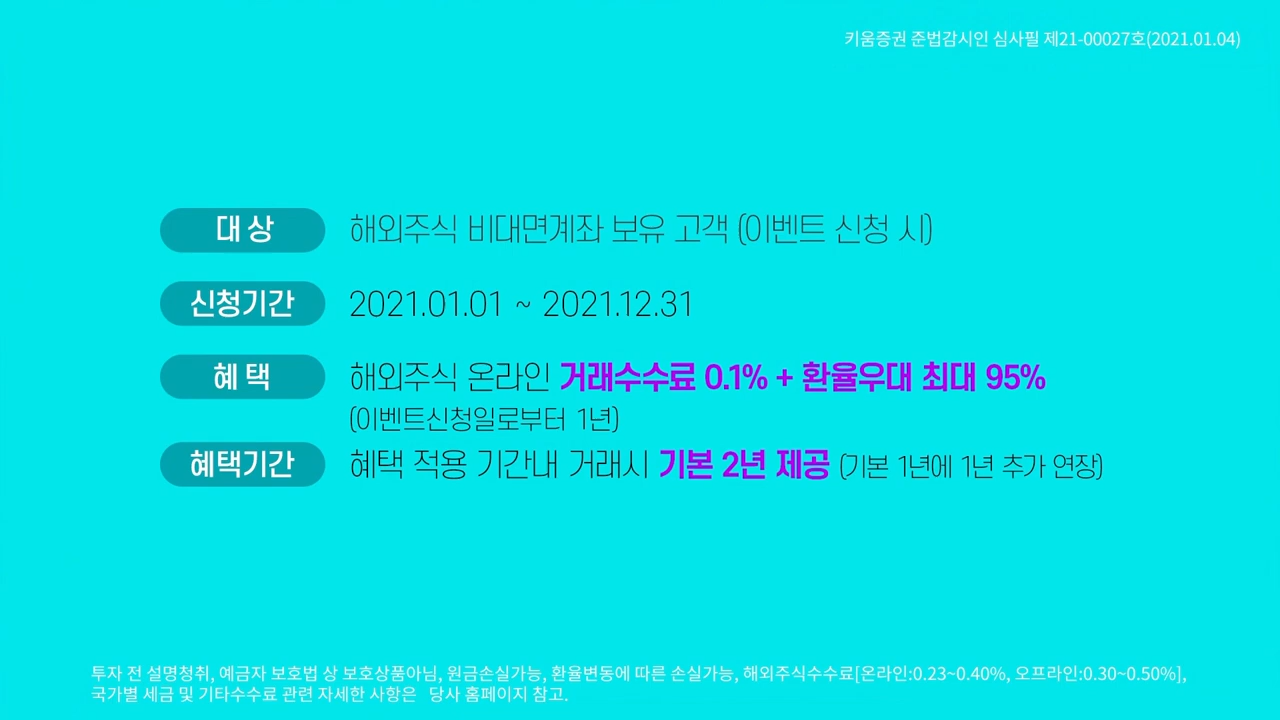 키움증권 준법감시인 심사필 제21-00027호(2021.01.04)
대 상 해외주식 비대면계좌 보유 고객 (이벤트 신청 시)
신청기간 2021.01.01 ~ 2021.12.31
혜 택 해외주식 온라인 거래수수료 0.1% + 환율우대 최대 95%
(이벤트신청일로부터 1년)
혜택기간 혜택 적용 기간내 거래시 기본 2년 제공 (기본 1년에 1년 추가 연장)
투자 전 설명청취, 예금자 보호법 상 보호상품아님, 원금손실가능, 환율변동에 따른 손실가능, 해외주식수수료[온라인:0.23~0.40%, 오프라인:0.30~0.50%],
국가별 세금 및 기타수수료 관련 자세한 사항은 당사 홈페이지 참고.